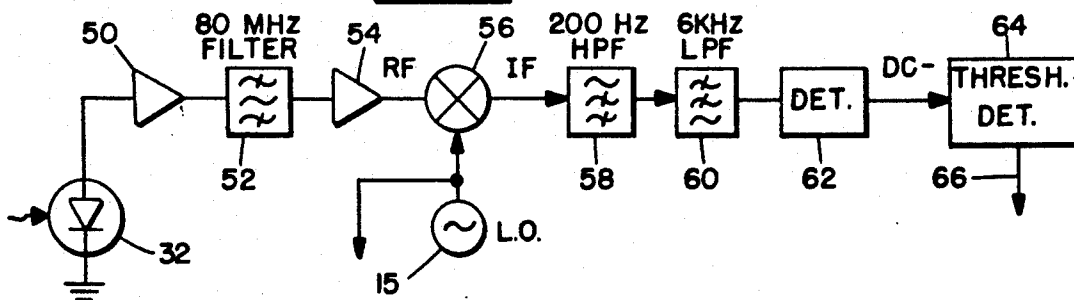 50
80 MHz
FILTER
54
RF
56
IF
200 Hz
HPF
6KHz
LPF
64
DC-
THRESH.
DET.
DET.
52
58
60
62
66
32
15
L.O.